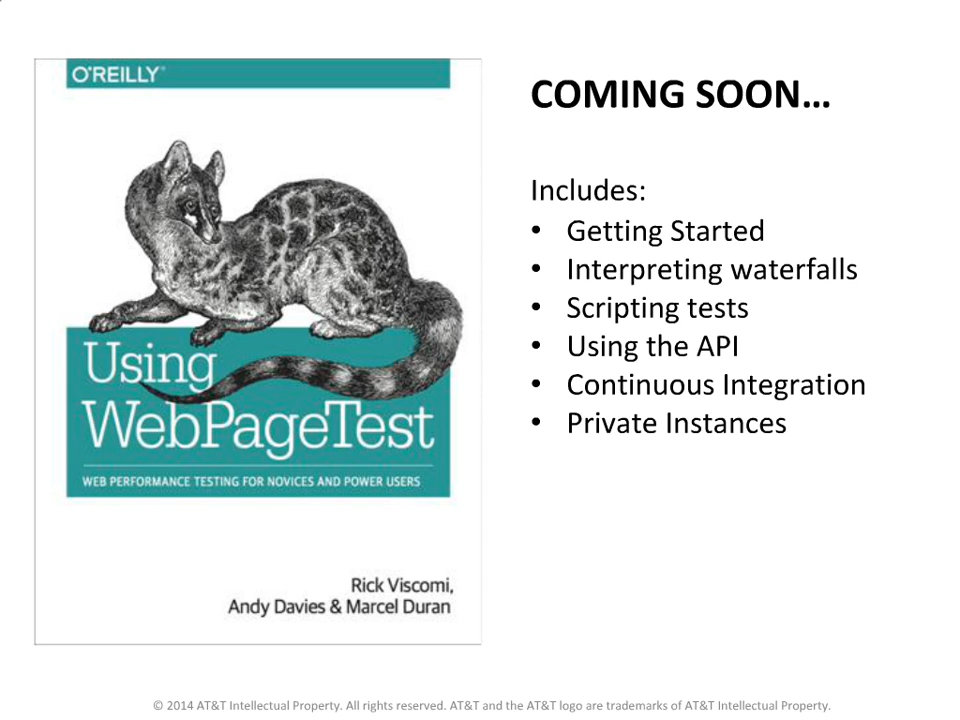 O'REILLY®
Using
WebPageTest
WEB PERFORMANCE TESTING FOR NOVICES AND POWER USERS
Rick Viscomi,
Andy Davies & Marcel Duran
COMING SOON…
Includes:
• Getting Started
• Interpreting waterfalls
• Scripting tests
• Using the API
• Continuous Integration
• Private Instances
© 2014 AT&T Intellectual Property. All rights reserved. AT&T and the AT&T logo are trademarks of AT&T Intellectual Property.